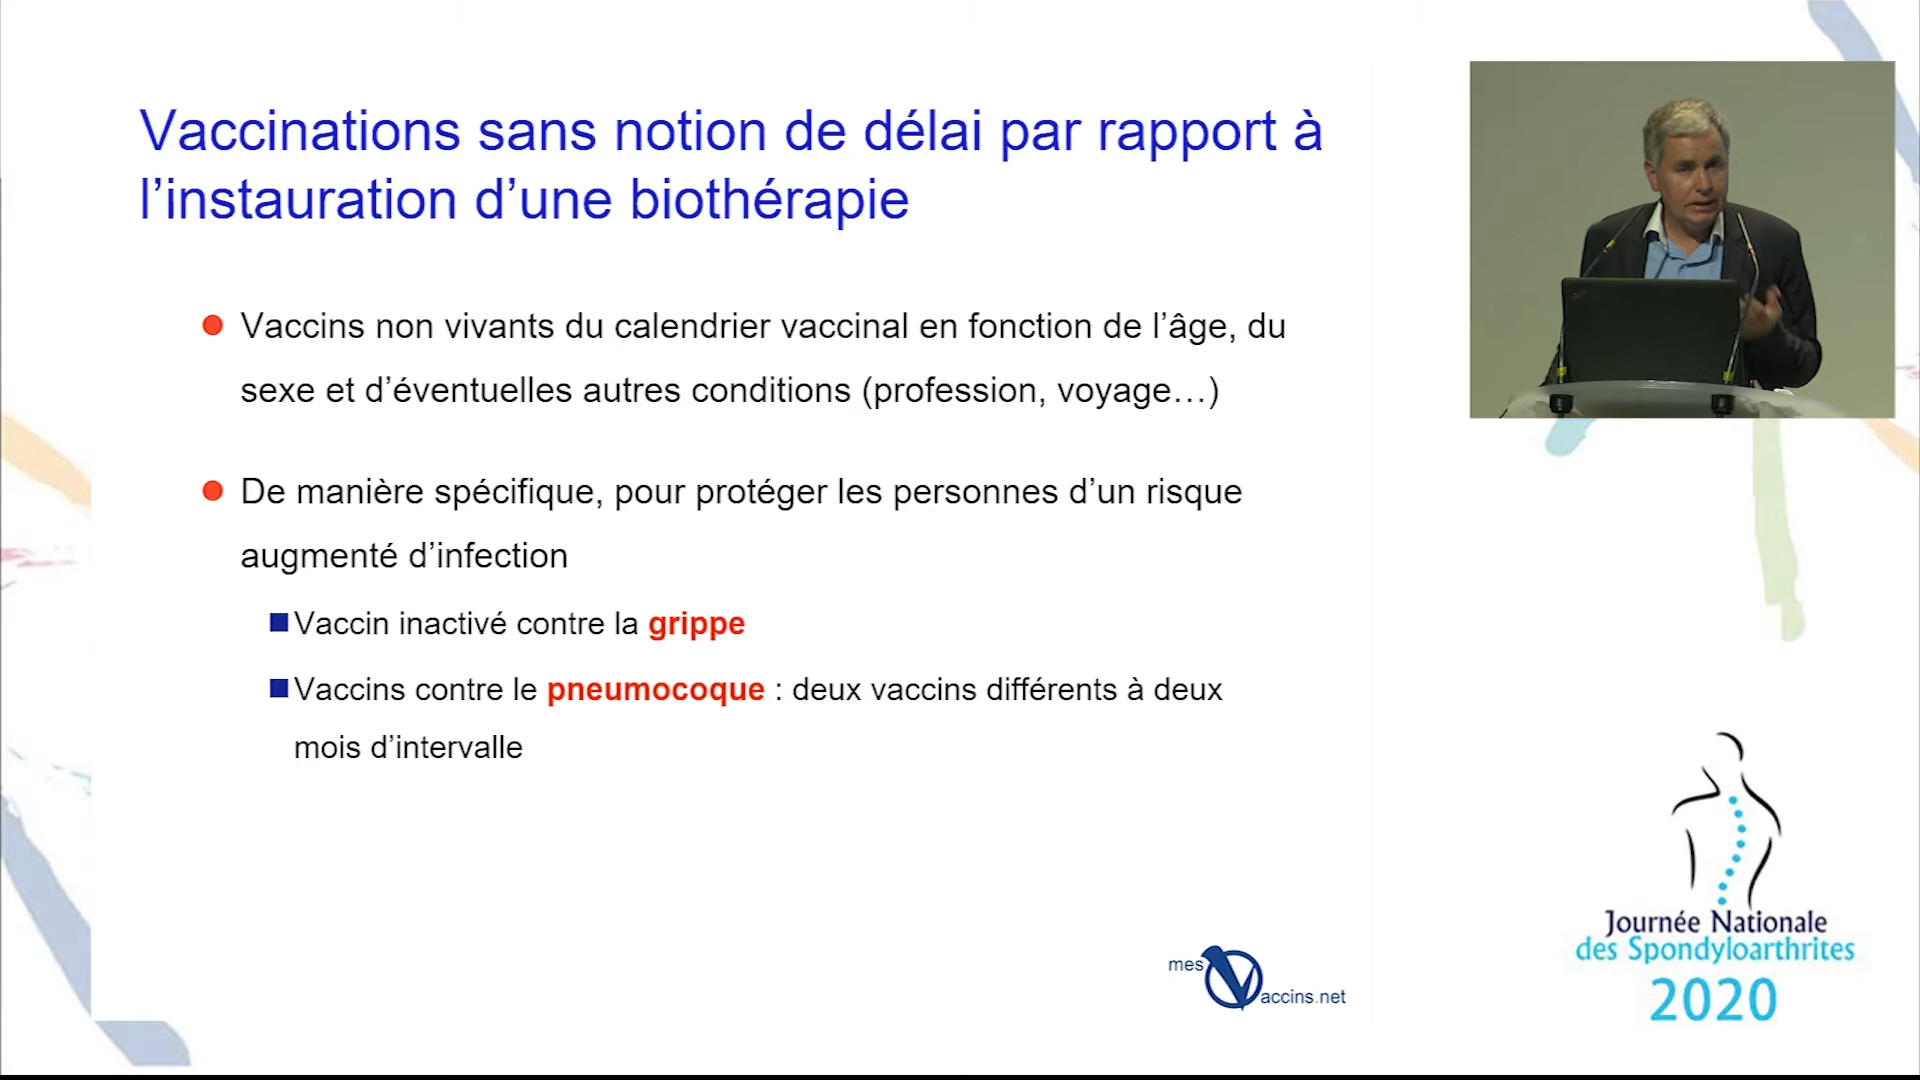 Vaccinations sans notion de délai par rapport à
l’instauration d’une biothérapie
Vaccins non vivants du calendrier vaccinal en fonction de l’âge, du
sexe et d’éventuelles autres conditions (profession, voyage…)
De manière spécifique, pour protéger les personnes d’un risque
augmenté d’infection
Vaccin inactivé contre la grippe
Vaccins contre le pneumocoque : deux vaccins différents à deux
mois d’intervalle
mes Vaccins.net
Journée Nationale
des Spondyloarthrites
2020